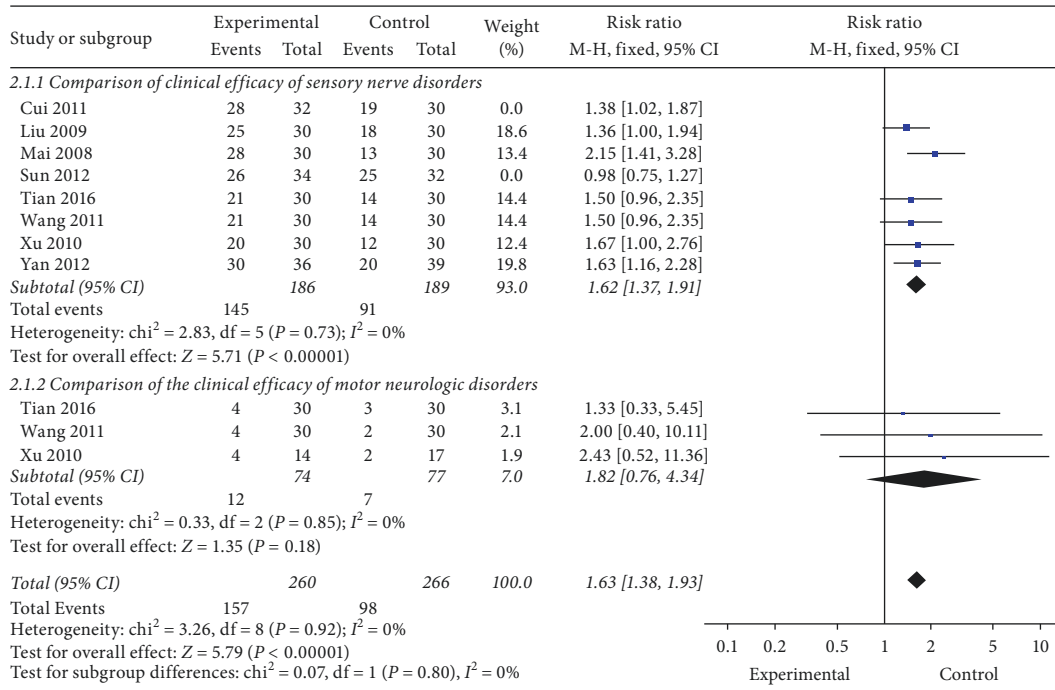 Study or subgroup Experimental Control Weight (%) Risk ratio M-H, fixed, 95% CI Risk ratio M-H, fixed, 95% CI
Events Total Events Total
2.1.1 Comparison of clinical efficacy of sensory nerve disorders
Cui 2011 28 32 19 30 0.0 1.38 [1.02, 1.87]
Liu 2009 25 30 18 30 18.6 1.36 [1.00, 1.94]
Mai 2008 28 30 13 30 13.4 2.15 [1.41, 3.28]
Sun 2012 26 34 25 32 0.0 0.98 [0.75, 1.27]
Tian 2016 21 30 14 30 14.4 1.50 [0.96, 2.35]
Wang 2011 21 30 14 30 14.4 1.50 [0.96, 2.35]
Xu 2010 20 30 12 30 12.4 1.67 [1.00, 2.76]
Yan 2012 30 36 20 39 19.8 1.63 [1.16, 2.28]
Subtotal (95% CI) 186 189 93.0 1.62 [1.37, 1.91]
Total events 145 91
Heterogeneity: chi² = 2.83, df = 5 (P = 0.73); I² = 0%
Test for overall effect: Z = 5.71 (P < 0.00001)
2.1.2 Comparison of the clinical efficacy of motor neurologic disorders
Tian 2016 4 30 3 30 3.1 1.33 [0.33, 5.45]
Wang 2011 4 30 2 30 2.1 2.00 [0.40, 10.11]
Xu 2010 4 14 2 17 1.9 2.43 [0.52, 11.36]
Subtotal (95% CI) 74 77 7.0 1.82 [0.76, 4.34]
Total events 12 7
Heterogeneity: chi² = 0.33, df = 2 (P = 0.85); I² = 0%
Test for overall effect: Z = 1.35 (P = 0.18)
Total (95% CI) 260 266 100.0 1.63 [1.38, 1.93]
Total Events 157 98
Heterogeneity: chi² = 3.26, df = 8 (P = 0.92); I² = 0%
Test for overall effect: Z = 5.79 (P < 0.00001)
Test for subgroup differences: chi² = 0.07, df = 1 (P = 0.80), I² = 0%
0.1 0.2 0.5 1 2 5 10
Experimental Control